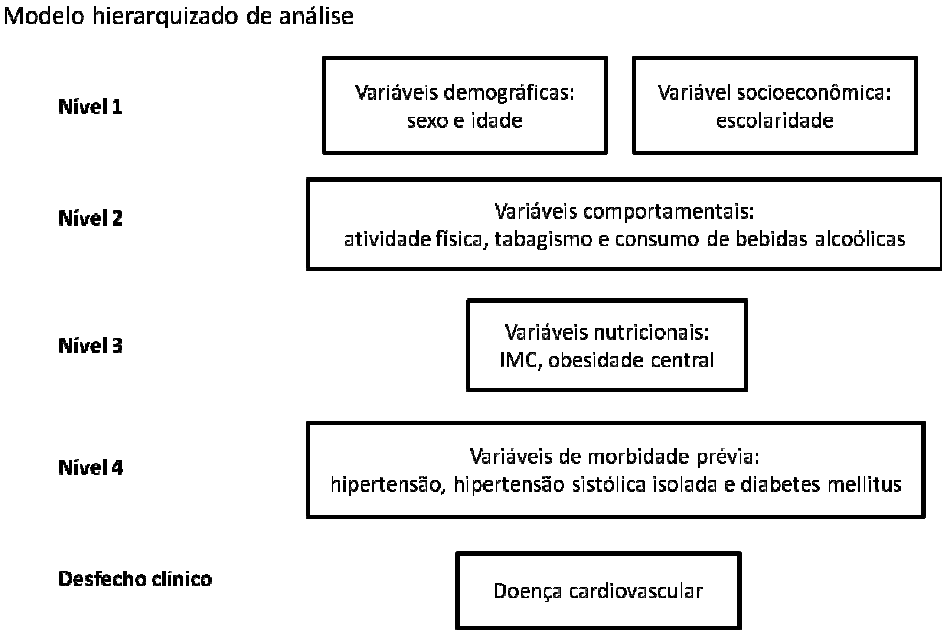 Modelo hierarquizado de análise
Nível 1
Variáveis demográficas:
sexo e idade
Variável socioeconômica:
escolaridade
Nível 2
Variáveis comportamentais:
atividade física, tabagismo e consumo de bebidas alcoólicas
Nível 3
Variáveis nutricionais:
IMC, obesidade central
Nível 4
Variáveis de morbidade prévia:
hipertensão, hipertensão sistólica isolada e diabetes mellitus
Desfecho clínico
Doença cardiovascular